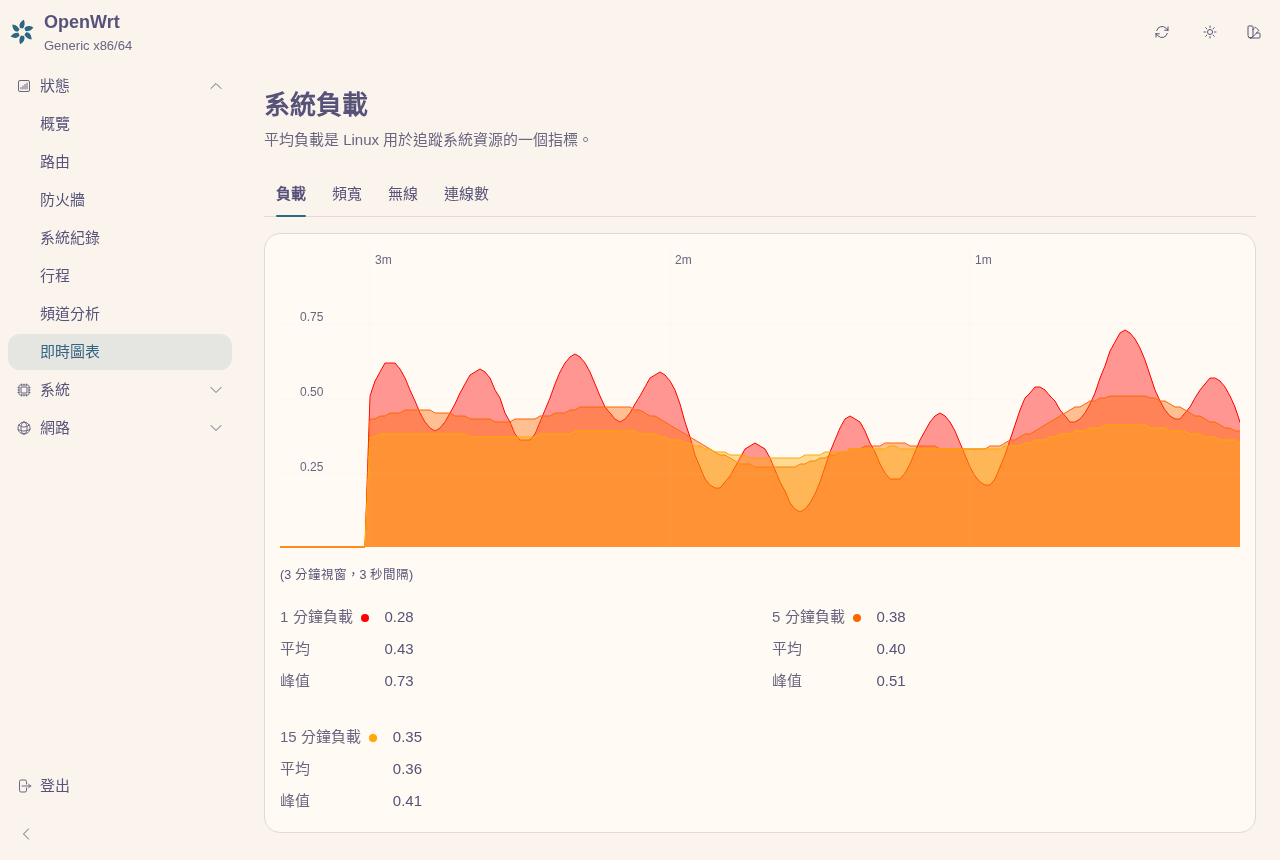 OpenWrt
Generic x86/64
狀態
概覽
路由
防火牆
系統紀錄
行程
頻道分析
即時圖表
系統
網路
登出
系統負載
平均負載是 Linux 用於追蹤系統資源的一個指標。
負載 頻寬 無線 連線數
3m 2m 1m
0.75
0.50
0.25
(3 分鐘視窗，3 秒間隔)
1 分鐘負載 0.28
平均 0.43
峰值 0.73
5 分鐘負載 0.38
平均 0.40
峰值 0.51
15 分鐘負載 0.35
平均 0.36
峰值 0.41